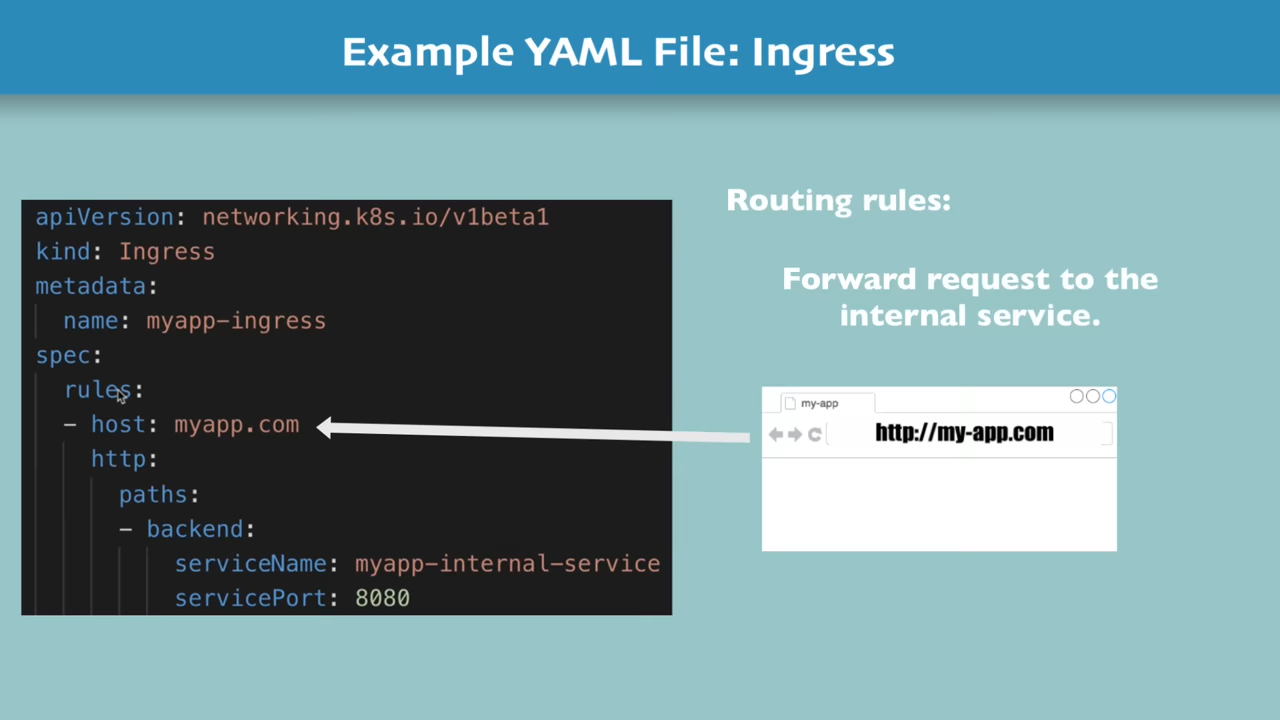 Example YAML File: Ingress
apiVersion: networking.k8s.io/v1beta1
kind: Ingress
metadata:
name: myapp-ingress
spec:
rules:
- host: myapp.com
http:
paths:
- backend:
serviceName: myapp-internal-service
servicePort: 8080
Routing rules:
Forward request to the
internal service.
my-app
http://my-app.com